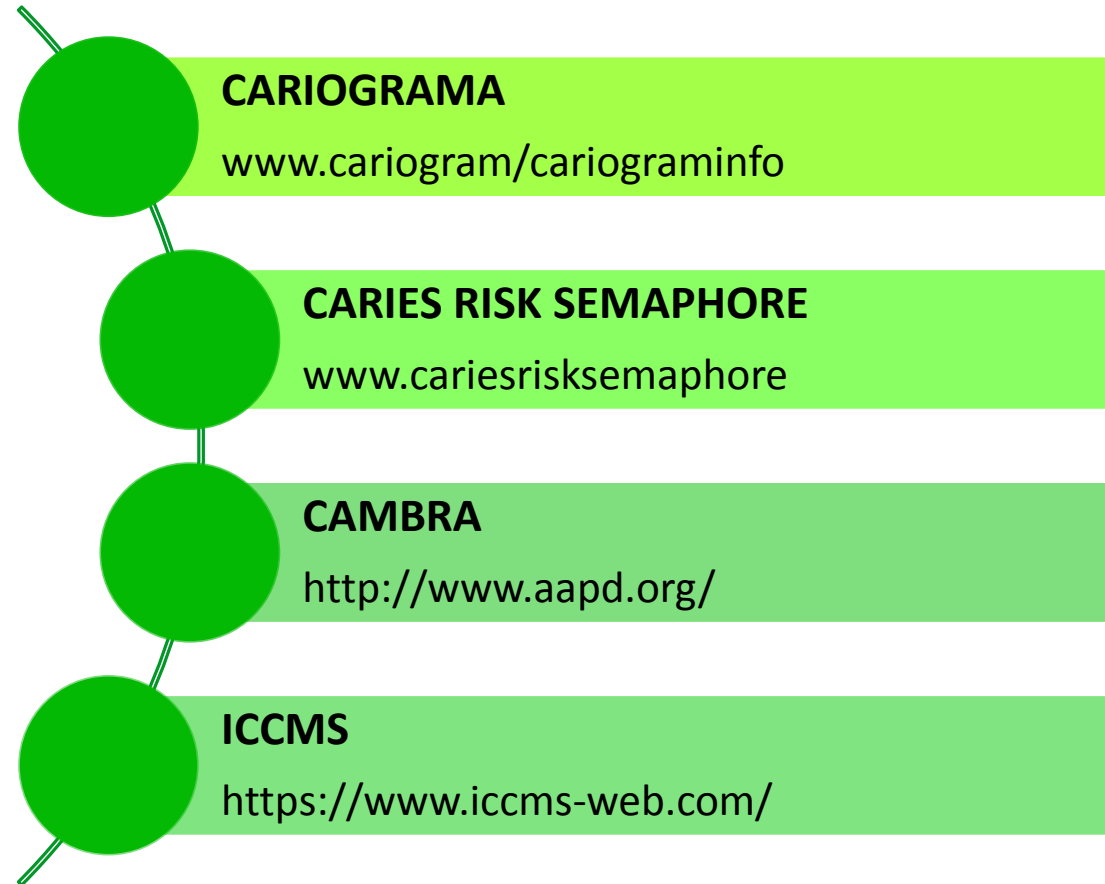 CARIOGRAMA
www.cariogram/cariograminfo
CARIES RISK SEMAPHORE
www.cariesrisksemaphore
CAMBRA
http://www.aapd.org/
ICCMS
https://www.iccms-web.com/